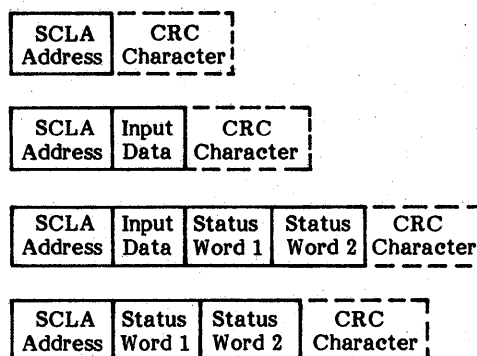 SCLA CRC
Address Character
SCLA Input CRC
Address Data Character
SCLA Input Status Status CRC
Address Data Word 1 Word 2 Character
SCLA Status Status CRC
Address Word 1 Word 2 Character